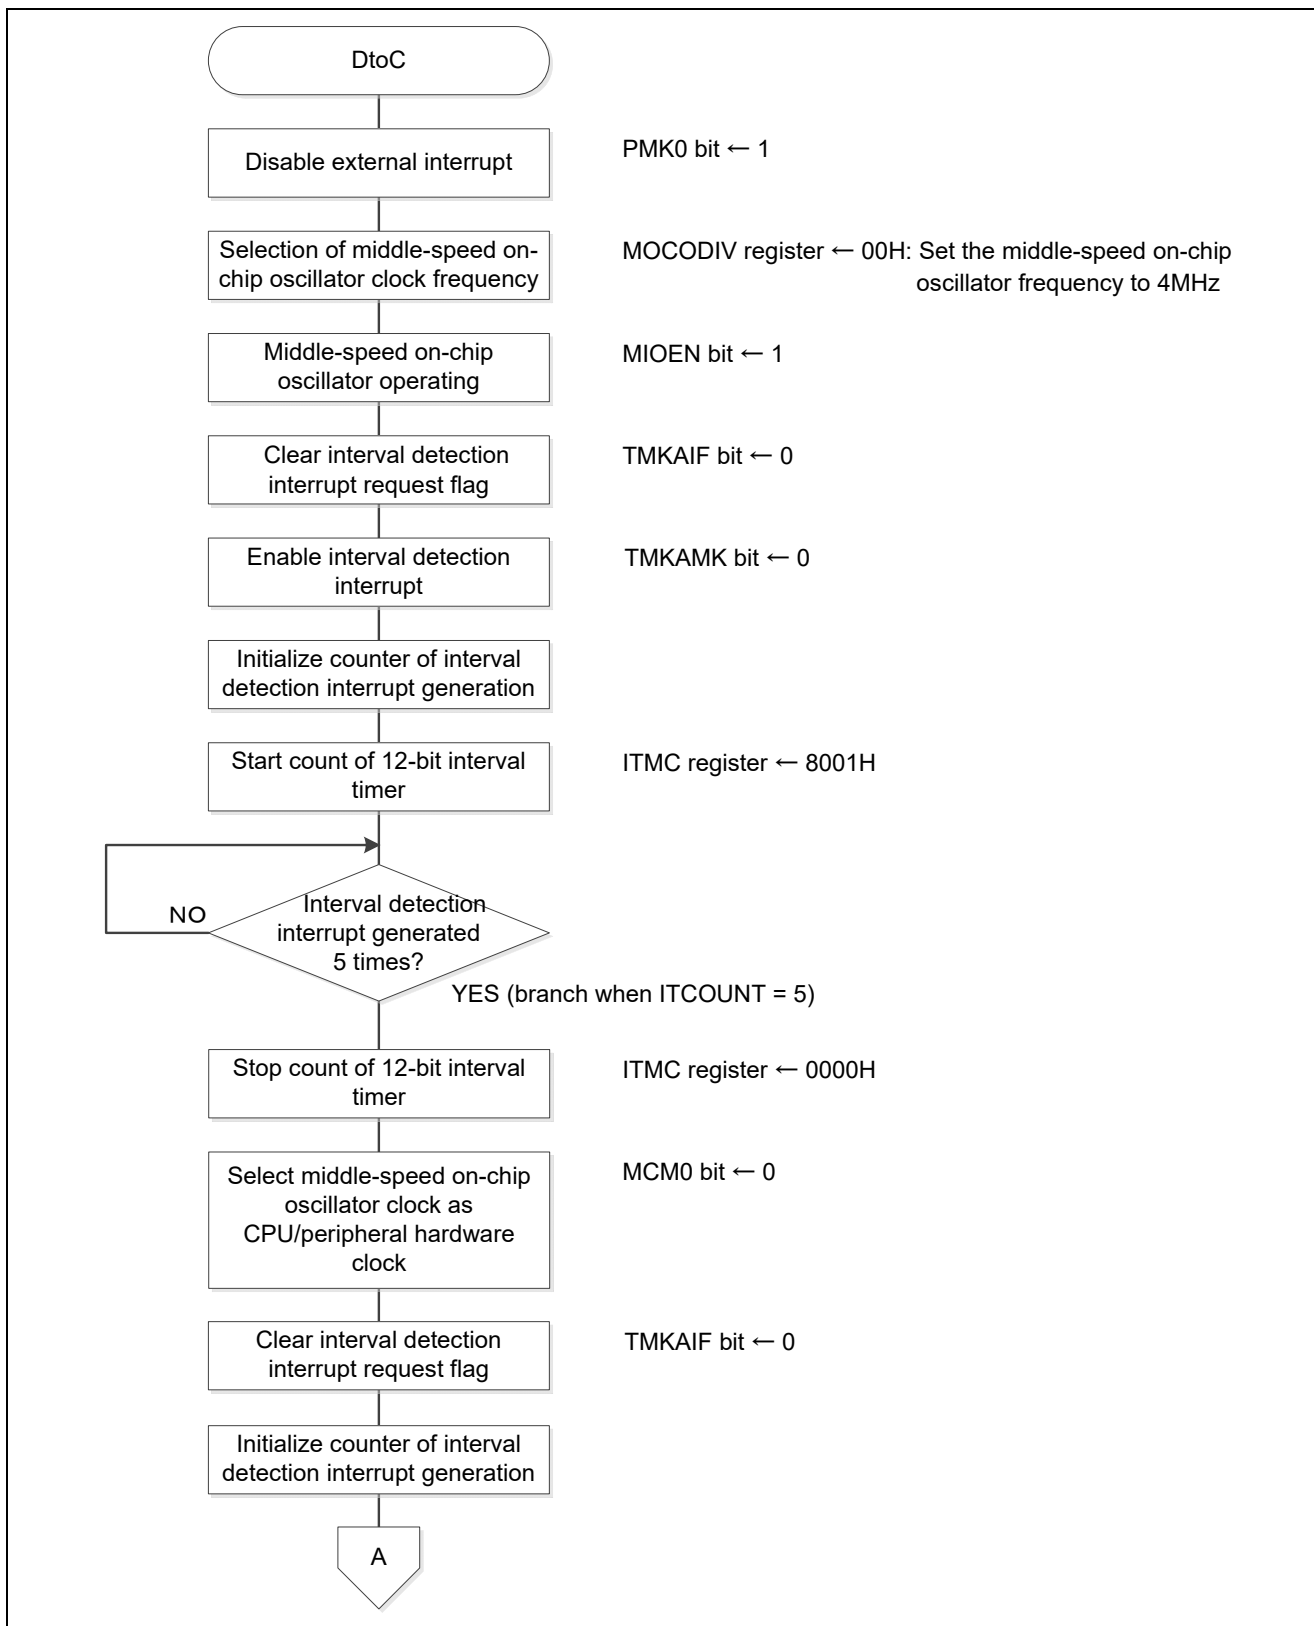 DtoC
Disable external interrupt
PMK0 bit ← 1
Selection of middle-speed on-
chip oscillator clock frequency
MOCODIV register ← 00H: Set the middle-speed on-chip
oscillator frequency to 4MHz
Middle-speed on-chip
oscillator operating
MIOEN bit ← 1
Clear interval detection
interrupt request flag
TMKAIF bit ← 0
Enable interval detection
interrupt
TMKAMK bit ← 0
Initialize counter of interval
detection interrupt generation
Start count of 12-bit interval
timer
ITMC register ← 8001H
NO
Interval detection
interrupt generated
5 times?
YES (branch when ITCOUNT = 5)
Stop count of 12-bit interval
timer
ITMC register ← 0000H
Select middle-speed on-chip
oscillator clock as
CPU/peripheral hardware
clock
MCM0 bit ← 0
Clear interval detection
interrupt request flag
TMKAIF bit ← 0
Initialize counter of interval
detection interrupt generation
A